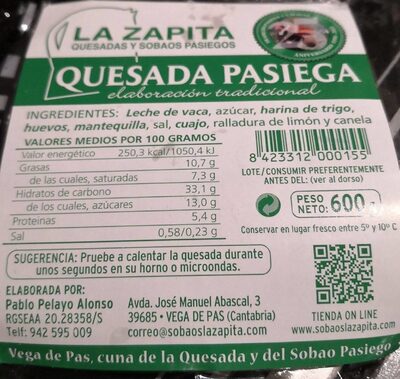 LA ZAPITA
QUESADAS Y SOBAOS PASIEGOS
ANIVERSARIO
QUESADA PASIEGA
elaboración tradicional
INGREDIENTES: Leche de vaca, azúcar, harina de trigo,
huevos, mantequilla, sal, cuajo, ralladura de limón y canela
VALORES MEDIOS POR 100 GRAMOS
Valor energético 250,3 kcal/1050,4 kJ
Grasas 10,7 g
de las cuales, saturadas 7,3 g
Hidratos de carbono 33,1 g
de los cuales, azúcares 13,0 g
Proteinas 5,4 g
Sal 0,58/0,23 g
8 423312 000155
LOTE/CONSUMIR PREFERENTEMENTE
ANTES DEL: (ver al dorso)
PESO
NETO: 600 g
Conservar en lugar fresco entre 5º y 10º C
SUGERENCIA: Pruebe a calentar la quesada durante
unos segundos en su horno o microondas.
ELABORADA POR:
Pablo Pelayo Alonso
RGSEAA 20.28358/S
Telf: 942 595 009
Avda. José Manuel Abascal, 3
39685 • VEGA DE PAS (Cantabria)
correo@sobaoslazapita.com
TIENDA ON LINE
www.sobaoslazapita.com
Vega de Pas, cuna de la Quesada y del Sobao Pasiego